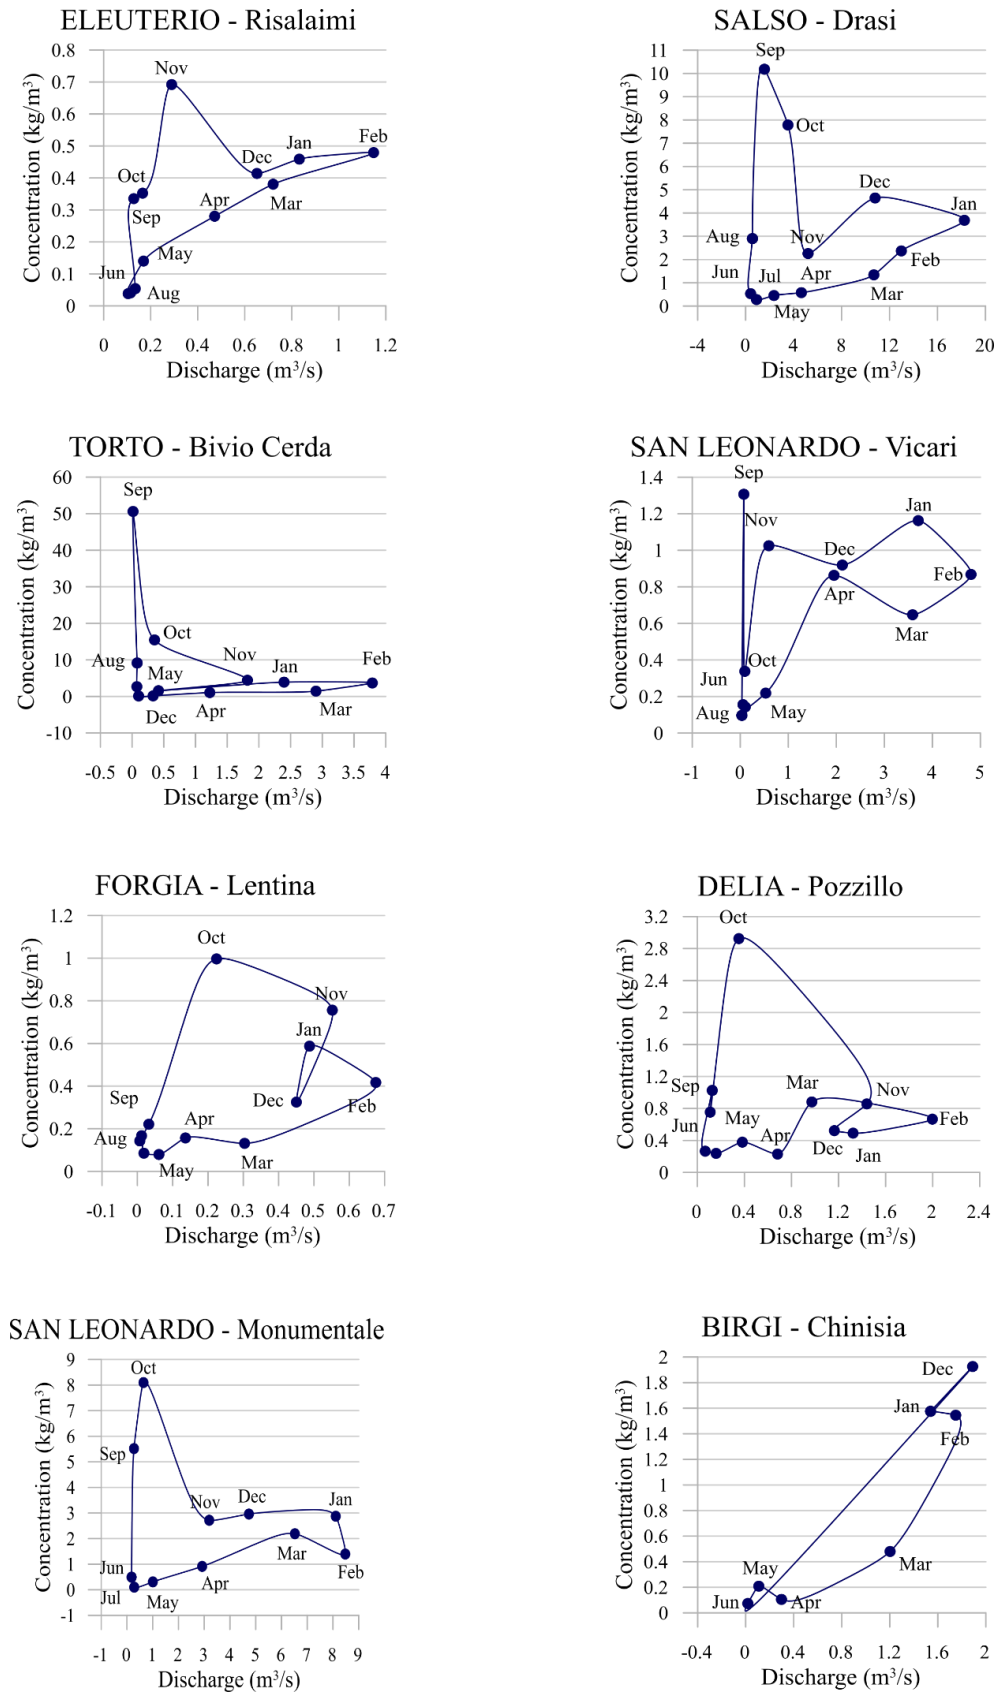 ELEUTERIO - Risalaimi
Concentration (kg/m³)
0.8
0.7
0.6
0.5
0.4
0.3
0.2
0.1
0
Nov
Feb
Jan
Dec
Oct
Sep
Apr
Mar
May
Jun
Aug
0 0.2 0.4 0.6 0.8 1 1.2
Discharge (m³/s)
SALSO - Drasi
Concentration (kg/m³)
11
10
9
8
7
6
5
4
3
2
1
0
Sep
Oct
Dec
Jan
Aug
Nov
Feb
Jun
Jul
Apr
Mar
May
-4 0 4 8 12 16 20
Discharge (m³/s)
TORTO - Bivio Cerda
Concentration (kg/m³)
60
50
40
30
20
10
0
-10
Sep
Oct
Nov
Feb
Aug
May
Jan
Dec
Apr
Mar
-0.5 0 0.5 1 1.5 2 2.5 3 3.5 4
Discharge (m³/s)
SAN LEONARDO - Vicari
Concentration (kg/m³)
1.4
1.2
1
0.8
0.6
0.4
0.2
0
Sep
Nov
Jan
Dec
Feb
Apr
Mar
Oct
Jun
Aug
May
-1 0 1 2 3 4 5
Discharge (m³/s)
FORGIA - Lentina
Concentration (kg/m³)
1.2
1
0.8
0.6
0.4
0.2
0
Oct
Nov
Jan
Dec
Feb
Sep
Apr
Aug
May
Mar
-0.1 0 0.1 0.2 0.3 0.4 0.5 0.6 0.7
Discharge (m³/s)
DELIA - Pozzillo
Concentration (kg/m³)
3.2
2.8
2.4
2
1.6
1.2
0.8
0.4
0
Oct
Sep
Mar
Nov
Jun
May
Feb
Apr
Dec
Jan
0 0.4 0.8 1.2 1.6 2 2.4
Discharge (m³/s)
SAN LEONARDO - Monumentale
Concentration (kg/m³)
9
8
7
6
5
4
3
2
1
0
-1
Oct
Sep
Nov
Dec
Jan
Mar
Feb
Jun
Jul
May
Apr
-1 0 1 2 3 4 5 6 7 8 9
Discharge (m³/s)
BIRGI - Chinisia
Concentration (kg/m³)
2
1.8
1.6
1.4
1.2
1
0.8
0.6
0.4
0.2
0
Dec
Jan
Feb
Mar
May
Jun
Apr
-0.4 0 0.4 0.8 1.2 1.6 2
Discharge (m³/s)